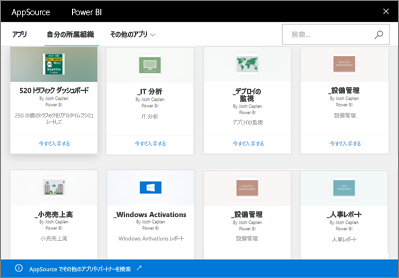 AppSource Power BI
アプリ 自分の所属組織 その他のアプリ
検索...
520 トラフィック ダッシュボード
By Josh Caplan
Power BI
今すぐ入手する
_IT 分析
By Josh Caplan
Power BI
IT 分析
今すぐ入手する
_デプロイの
監視
By Josh Caplan
Power BI
デプロイの監視
今すぐ入手する
_設備管理
By Josh Caplan
Power BI
設備管理
今すぐ入手する
_小売売上高
By Josh Caplan
Power BI
小売売上高
_Windows Activations
By Josh Caplan
Power BI
Windows Activations レポート
_設備管理
By Josh Caplan
Power BI
設備管理
_人事レポート
By Josh Caplan
Power BI
人事レポート
AppSource でその他のアプリやパートナーを検索